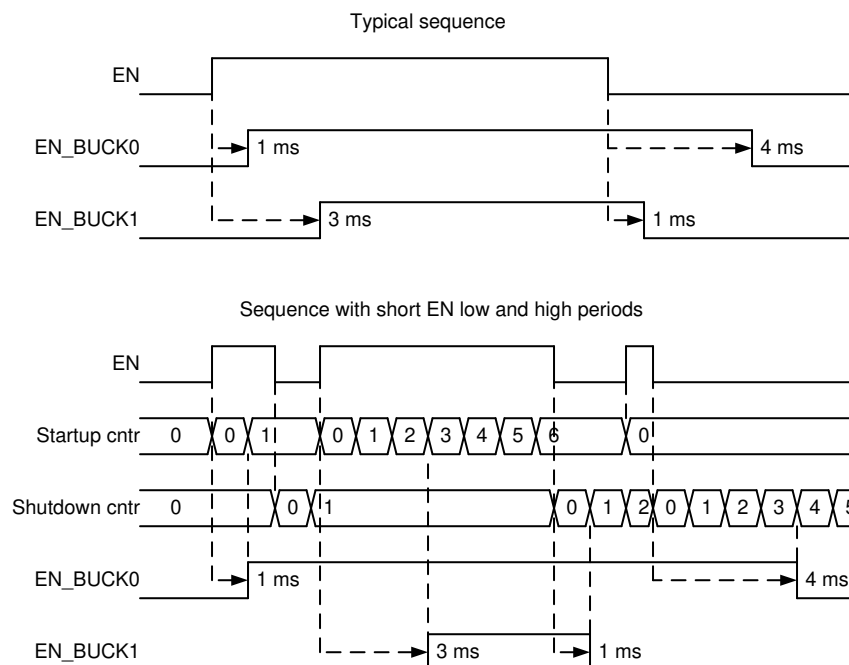 Typical sequence
EN
EN_BUCK0 1 ms 4 ms
EN_BUCK1 3 ms 1 ms
Sequence with short EN low and high periods
EN
Startup cntr 0 0 1 0 1 2 3 4 5 6 0
Shutdown cntr 0 0 1 0 1 2 0 1 2 3 4 5
EN_BUCK0 1 ms 4 ms
EN_BUCK1 3 ms 1 ms